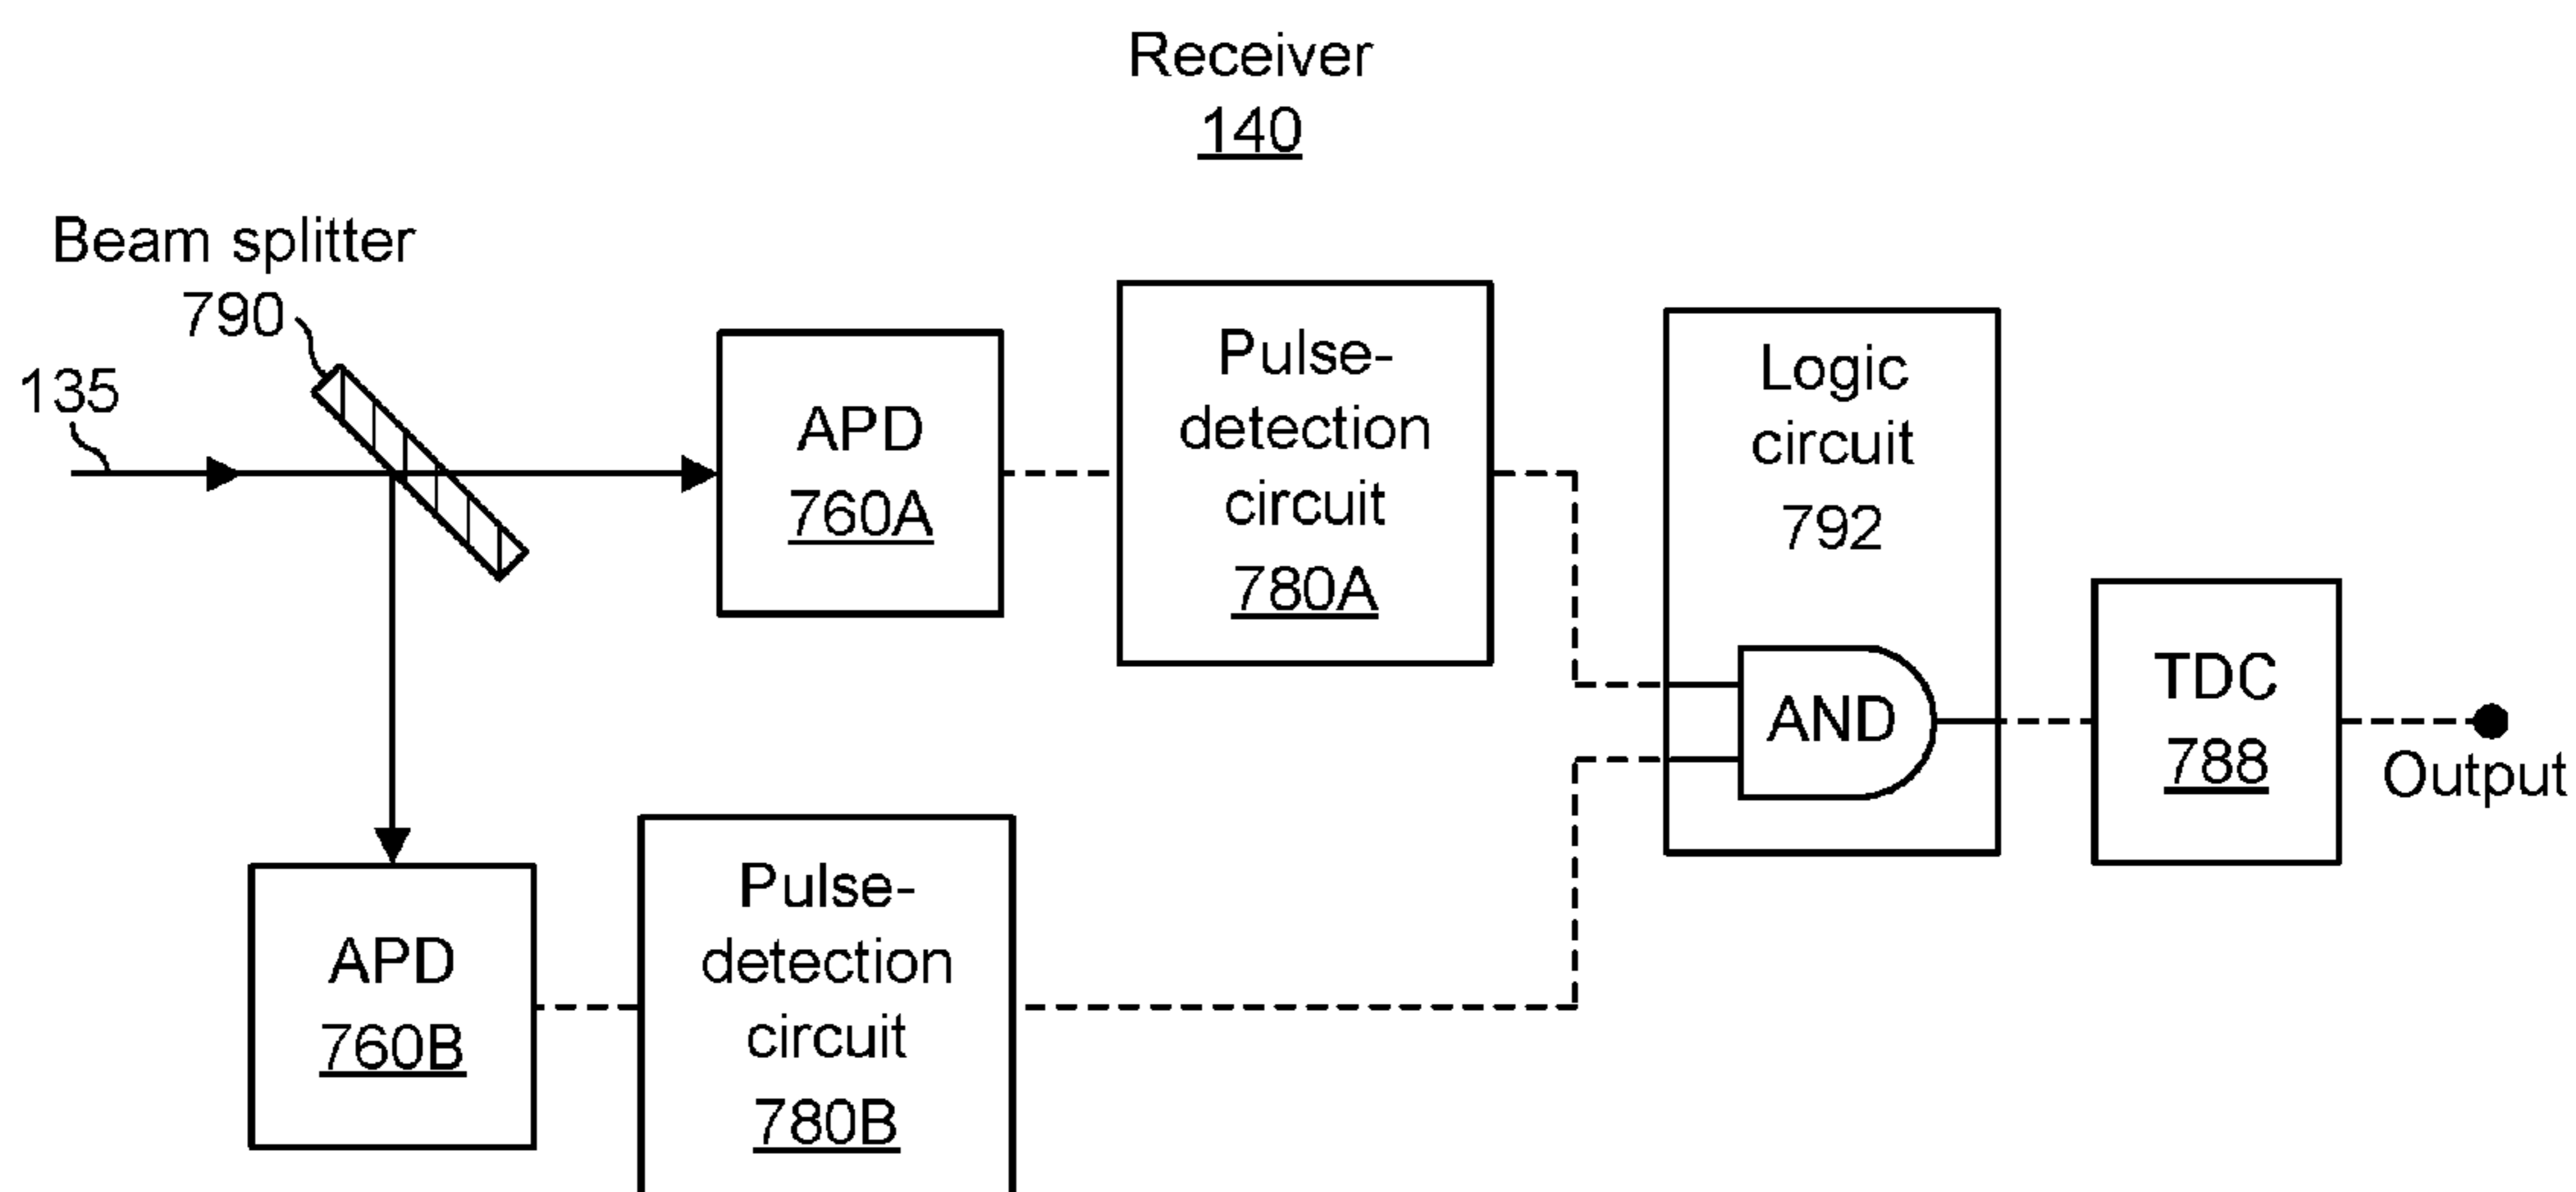 Receiver
140
Beam splitter
790
135
APD
760A
Pulse-
detection
circuit
780A
Logic
circuit
792
AND
TDC
788
Output
APD
760B
Pulse-
detection
circuit
780B